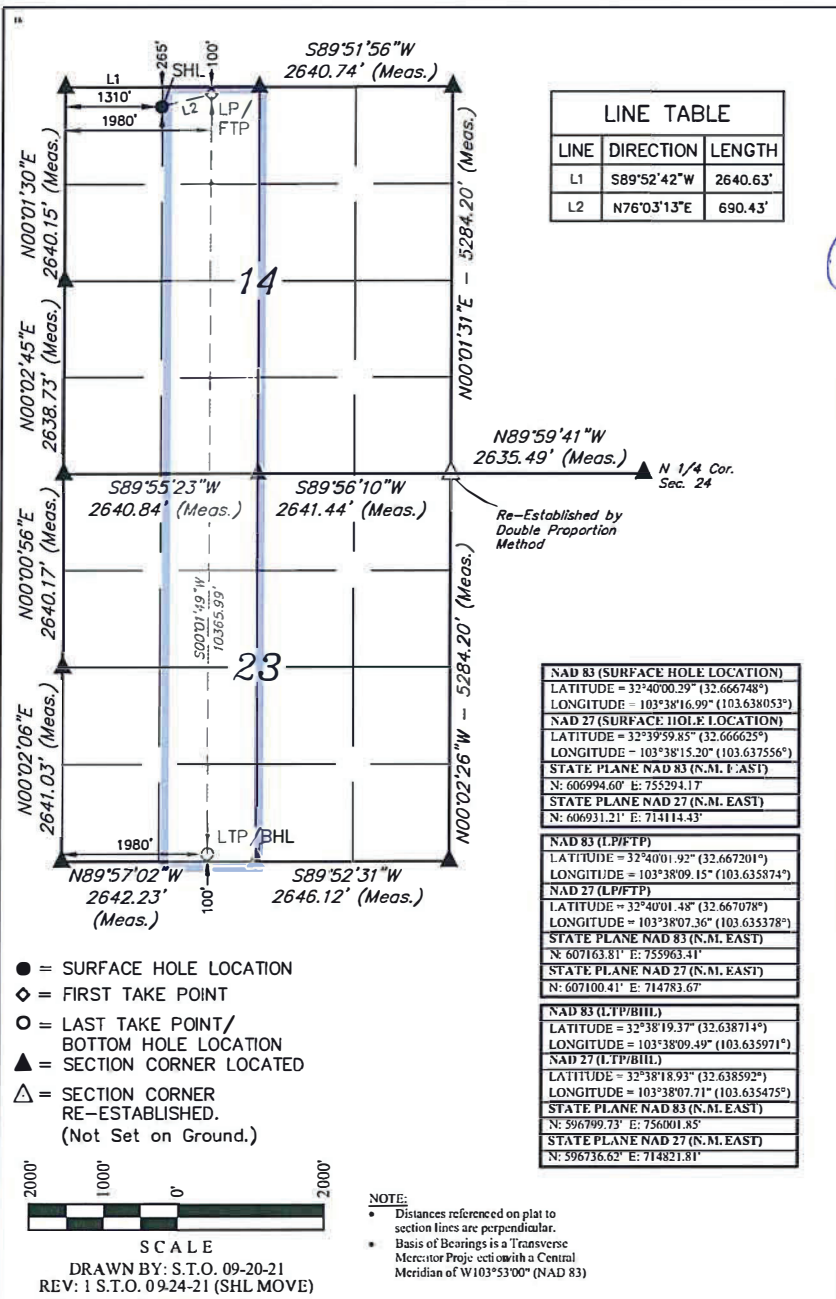 265'
100'
S89°51'56"W
2640.74' (Meas.)
L1
SHL
1310'
L2
LP/
FTP
1980'
N00°01'30"E
2640.15' (Meas.)
N00°01'31"E - 5284.20' (Meas.)
14
N00°02'45"E
2638.73' (Meas.)
LINE TABLE
LINE DIRECTION LENGTH
L1 S89°52'42"W 2640.63'
L2 N76°03'13"E 690.43'
N89°59'41"W
2635.49' (Meas.)
N 1/4 Cor.
Sec. 24
S89°55'23"W
2640.84' (Meas.)
S89°56'10"W
2641.44' (Meas.)
Re-Established by
Double Proportion
Method
N00°00'56"E
2640.17' (Meas.)
S00°01'49"W
10365.99'
N00°02'26"W - 5284.20' (Meas.)
23
N00°02'06"E
2641.03' (Meas.)
1980'
LTP/BHL
N89°57'02"W
2642.23'
(Meas.)
100'
S89°52'31"W
2646.12' (Meas.)
NAD 83 (SURFACE HOLE LOCATION)
LATITUDE = 32°40'00.29" (32.666748°)
LONGITUDE = 103°38'16.99" (103.638053°)
NAD 27 (SURFACE HOLE LOCATION)
LATITUDE = 32°39'59.85" (32.666625°)
LONGITUDE = 103°38'15.20" (103.637556°)
STATE PLANE NAD 83 (N.M. EAST)
N: 606994.60' E: 755294.17'
STATE PLANE NAD 27 (N.M. EAST)
N: 606931.21' E: 714114.43'
NAD 83 (LP/FTP)
LATITUDE = 32°40'01.92" (32.667201°)
LONGITUDE = 103°38'09.15" (103.635874°)
NAD 27 (LP/FTP)
LATITUDE = 32°40'01.48" (32.667078°)
LONGITUDE = 103°38'07.36" (103.635378°)
STATE PLANE NAD 83 (N.M. EAST)
N: 607163.81' E: 755963.41'
STATE PLANE NAD 27 (N.M. EAST)
N: 607100.41' E: 714783.67'
NAD 83 (LTP/BHL)
LATITUDE = 32°38'19.37" (32.638714°)
LONGITUDE = 103°38'09.49" (103.635971°)
NAD 27 (LTP/BHL)
LATITUDE = 32°38'18.93" (32.638592°)
LONGITUDE = 103°38'07.71" (103.635475°)
STATE PLANE NAD 83 (N.M. EAST)
N: 596799.73' E: 756001.85'
STATE PLANE NAD 27 (N.M. EAST)
N: 596736.62' E: 714821.81'
= SURFACE HOLE LOCATION
= FIRST TAKE POINT
= LAST TAKE POINT/
BOTTOM HOLE LOCATION
= SECTION CORNER LOCATED
= SECTION CORNER
RE-ESTABLISHED.
(Not Set on Ground.)
2000' 1000' 0' 2000'
SCALE
DRAWN BY: S.T.O. 09-20-21
REV: 1 S.T.O. 09-24-21 (SHL MOVE)
NOTE:
• Distances referenced on plat to
section lines are perpendicular.
• Basis of Bearings is a Transverse
Mercator Projection with a Central
Meridian of W103°53'00" (NAD 83)